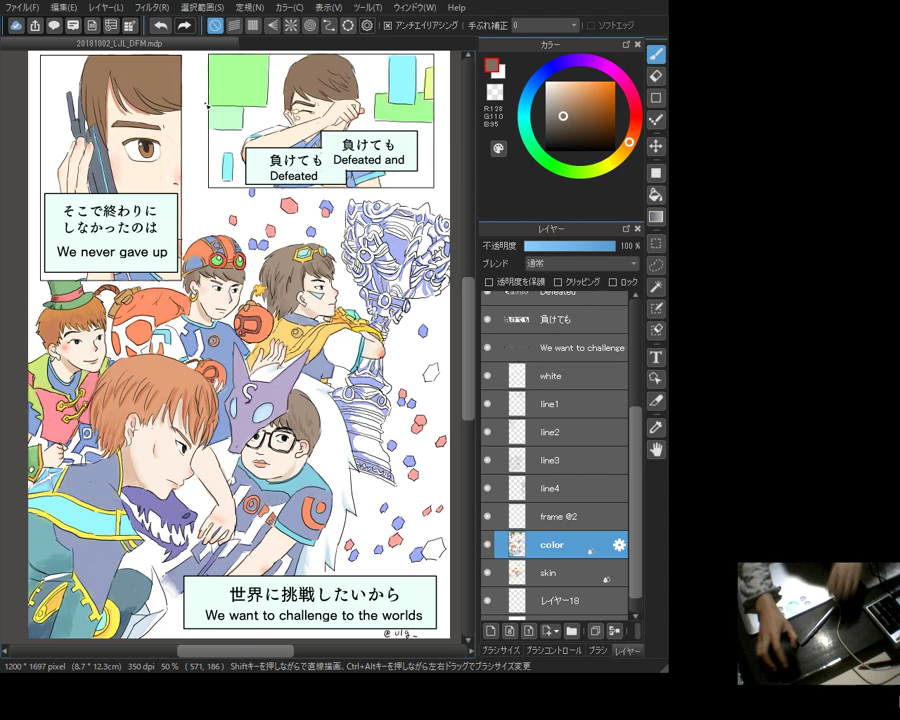 ファイル(F) 編集(E) レイヤー(L) フィルタ(R) 選択範囲(S) 定規(N) カラー(C) 表示(V) ツール(T) ウィンドウ(W) Help
アンチエイリアシング 手ぶれ補正 0 ソフトエッジ
20181002_LJL_DFM.mdp
カラー
R:128
G:110
B:95
負けても
Defeated
負けても
Defeated and
そこで終わりに
しなかったのは
We never gave up
世界に挑戦したいから
We want to challenge to the worlds
レイヤー
不透明度 100 %
ブレンド 通常
透明度を保護 クリッピング ロック
Defeated
負けても
We want to challenge
white
line1
line2
line3
line4
frame @2
color
skin
レイヤー18
ブラシサイズ ブラシコントロール ブラシ レイヤー
1200 * 1697 pixel (8.7 * 12.3cm) 350 dpi 50 % ( 571, 186 ) Shiftキーを押しながらで直線描画、Ctrl+Altキーを押しながら左右ドラッグでブラシサイズ変更